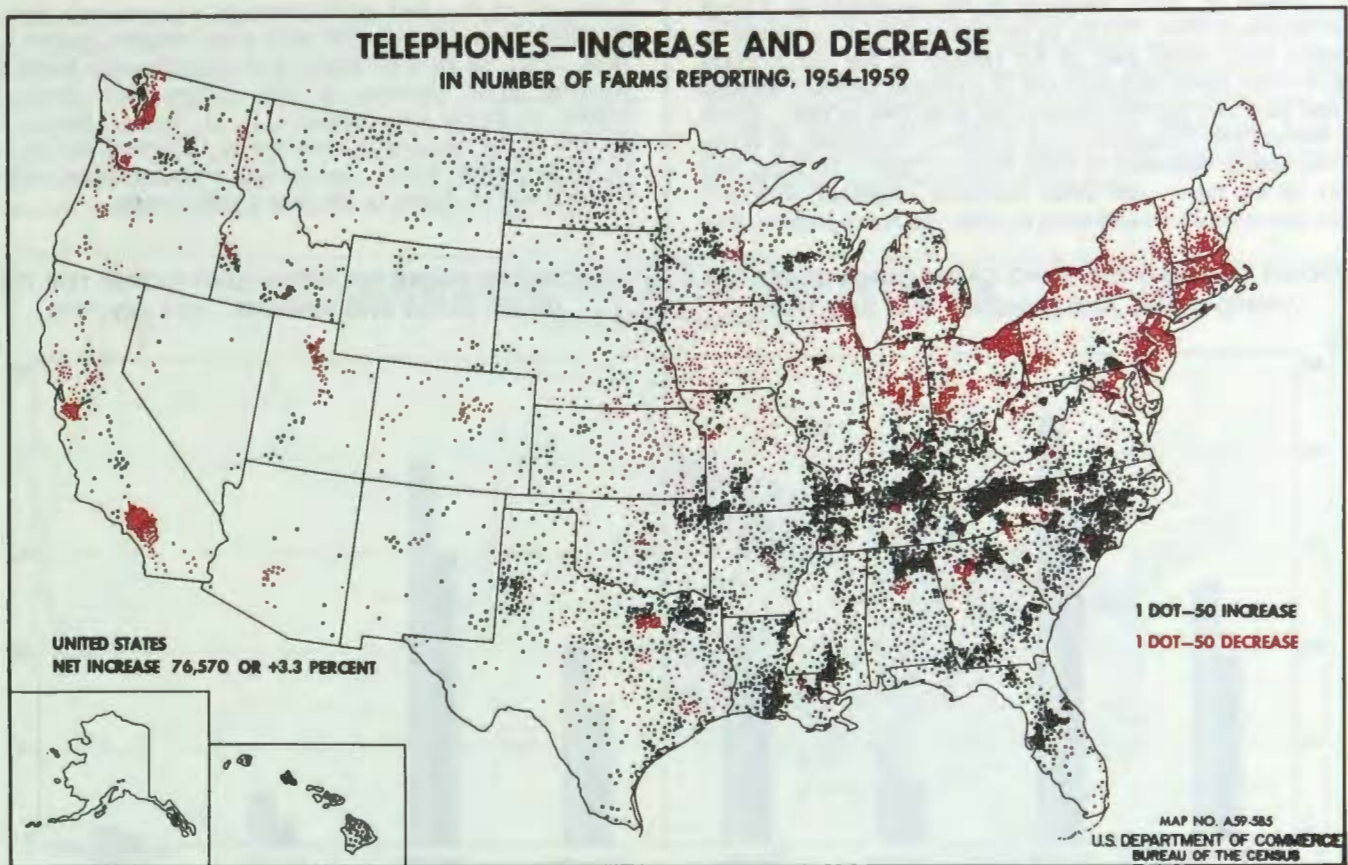 TELEPHONES—INCREASE AND DECREASE
IN NUMBER OF FARMS REPORTING, 1954-1959
1 DOT—50 INCREASE
1 DOT—50 DECREASE
UNITED STATES
NET INCREASE 76,570 OR +3.3 PERCENT
MAP NO. A59-585
U.S. DEPARTMENT OF COMMERCE
BUREAU OF THE CENSUS